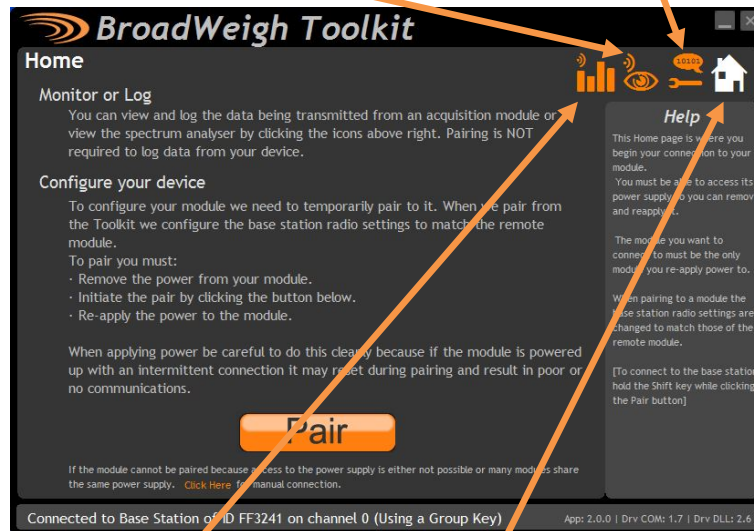 BroadWeigh Toolkit
Home
10101
Monitor or Log
You can view and log the data being transmitted from an acquisition module or
view the spectrum analyser by clicking the icons above right. Pairing is NOT
required to log data from your device.
Configure your device
To configure your module we need to temporarily pair to it. When we pair from
the Toolkit we configure the base station radio settings to match the remote
module.
To pair you must:
· Remove the power from your module.
· Initiate the pair by clicking the button below.
· Re-apply the power to the module.
When applying power be careful to do this cleanly because if the module is powered
up with an intermittent connection it may reset during pairing and result in poor or
no communications.
Pair
If the module cannot be paired because access to the power supply is either not possible or many modules share
the same power supply. Click Here for manual connection.
Help
This Home page is where you
begin your connection to your
module.
You must be able to access its
power supply so you can remov
and reapply it.
The module you want to
connect to must be the only
module you re-apply power to.
When pairing to a module the
base station radio settings are
changed to match those of the
remote module.
[To connect to the base station
hold the Shift key while clicking
the Pair button]
Connected to Base Station of ID FF3241 on channel 0 (Using a Group Key)
App: 2.0.0 | Drv COM: 1.7 | Drv DLL: 2.6